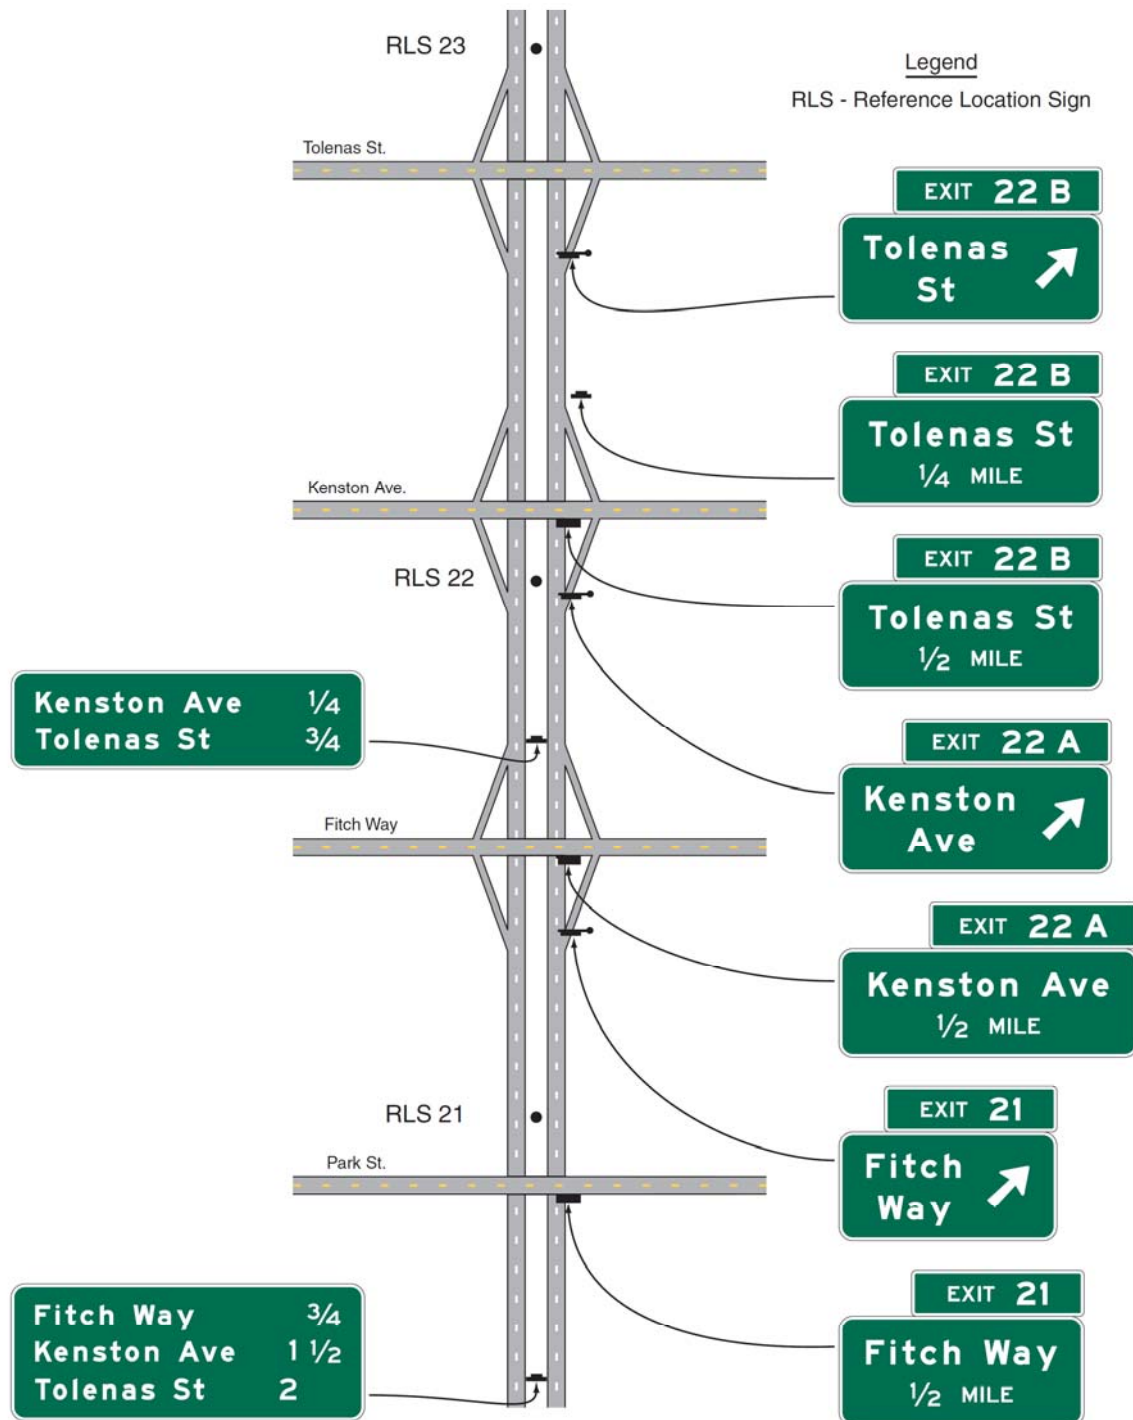 RLS 23
Legend
RLS - Reference Location Sign
Tolenas St.
EXIT 22 B
Tolenas
St
EXIT 22 B
Tolenas St
1/4 MILE
Kenston Ave.
EXIT 22 B
Tolenas St
1/2 MILE
RLS 22
Kenston Ave 1/4
Tolenas St 3/4
EXIT 22 A
Kenston
Ave
Fitch Way
EXIT 22 A
Kenston Ave
1/2 MILE
RLS 21
EXIT 21
Fitch
Way
Park St.
EXIT 21
Fitch Way
1/2 MILE
Fitch Way 3/4
Kenston Ave 1 1/2
Tolenas St 2